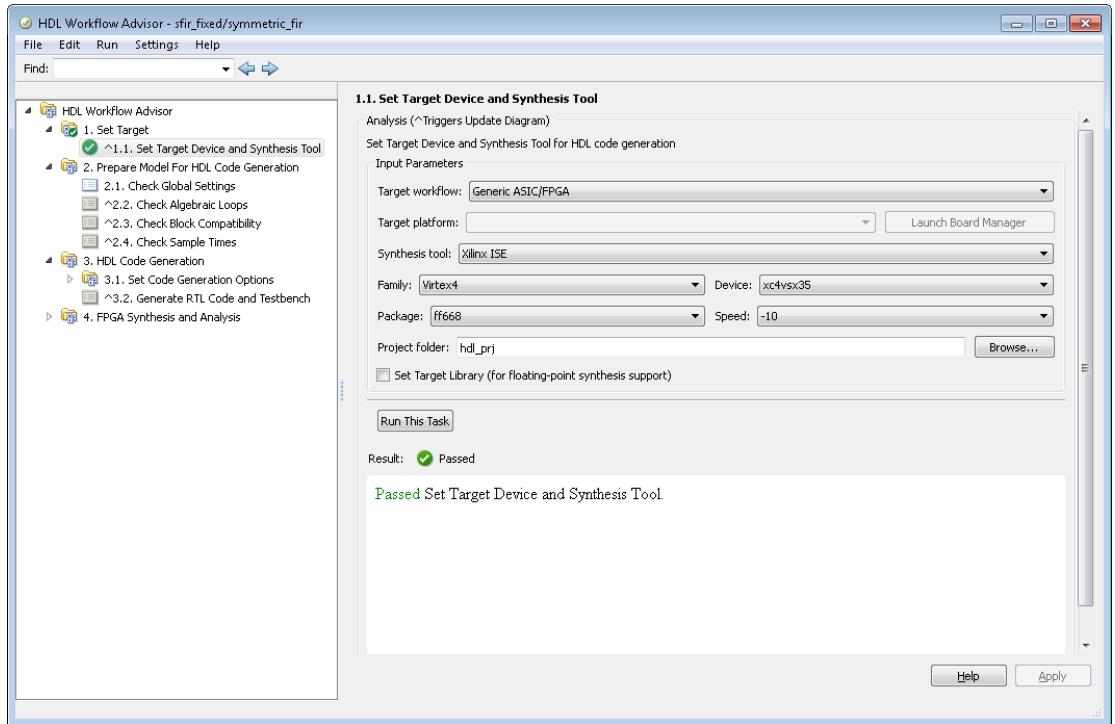 HDL Workflow Advisor - sfir_fixed/symmetric_fir
File Edit Run Settings Help
Find:
HDL Workflow Advisor
1. Set Target
^1.1. Set Target Device and Synthesis Tool
2. Prepare Model For HDL Code Generation
2.1. Check Global Settings
^2.2. Check Algebraic Loops
^2.3. Check Block Compatibility
^2.4. Check Sample Times
3. HDL Code Generation
3.1. Set Code Generation Options
^3.2. Generate RTL Code and Testbench
4. FPGA Synthesis and Analysis
1.1. Set Target Device and Synthesis Tool
Analysis (^Triggers Update Diagram)
Set Target Device and Synthesis Tool for HDL code generation
Input Parameters
Target workflow: Generic ASIC/FPGA
Target platform: Launch Board Manager
Synthesis tool: Xilinx ISE
Family: Virtex4 Device: xc4vsx35
Package: ff668 Speed: -10
Project folder: hdl_prj Browse...
Set Target Library (for floating-point synthesis support)
Run This Task
Result: Passed
Passed Set Target Device and Synthesis Tool.
Help Apply